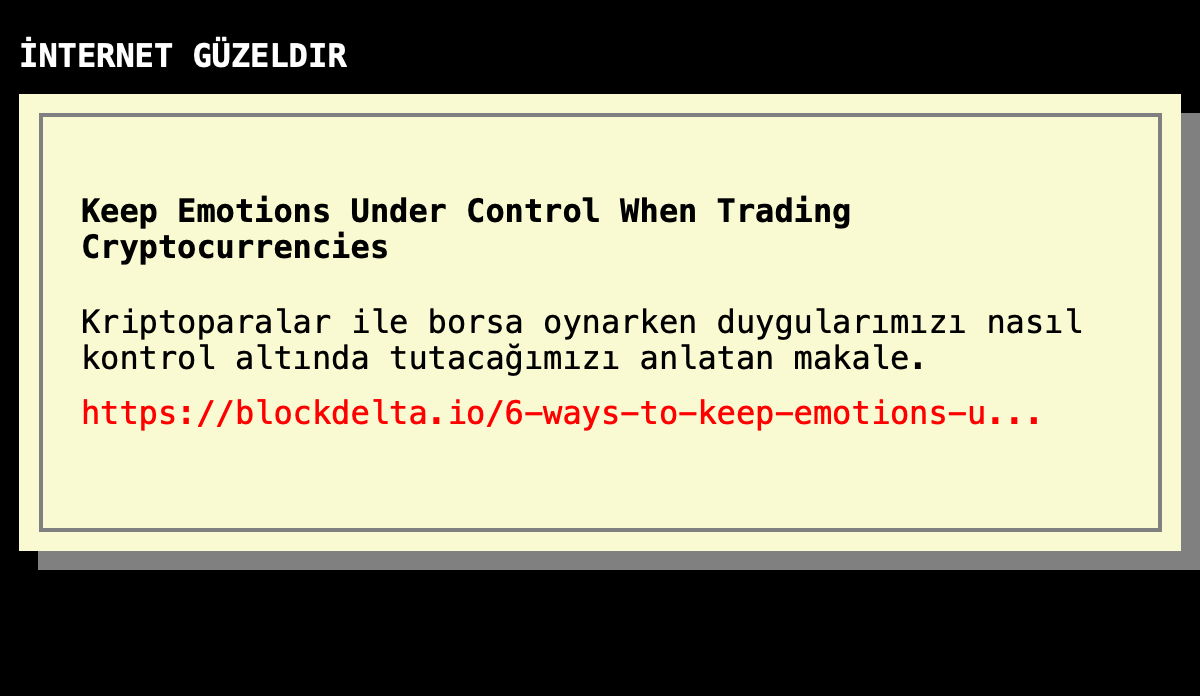 İNTERNET GÜZELDIR
Keep Emotions Under Control When Trading
Cryptocurrencies
Kriptoparalar ile borsa oynarken duygularımızı nasıl
kontrol altında tutacağımızı anlatan makale.
https://blockdelta.io/6-ways-to-keep-emotions-u...